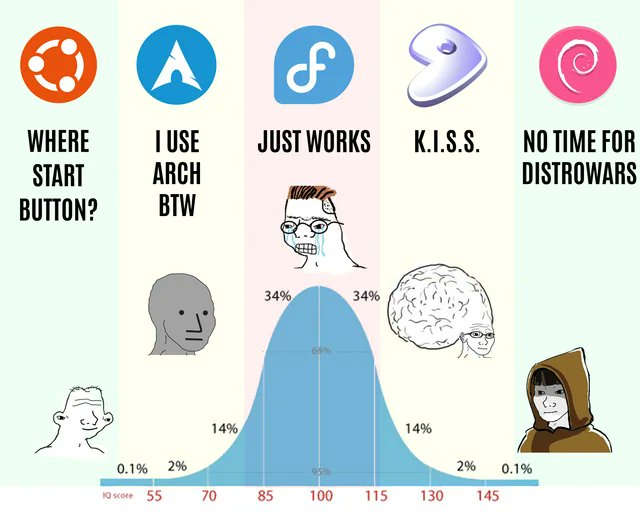 WHERE
START
BUTTON?
I USE
ARCH
BTW
JUST WORKS
K.I.S.S.
NO TIME FOR
DISTROWARS
34% 34%
68%
14% 14%
0.1% 2% 95% 2% 0.1%
IQ score 55 70 85 100 115 130 145